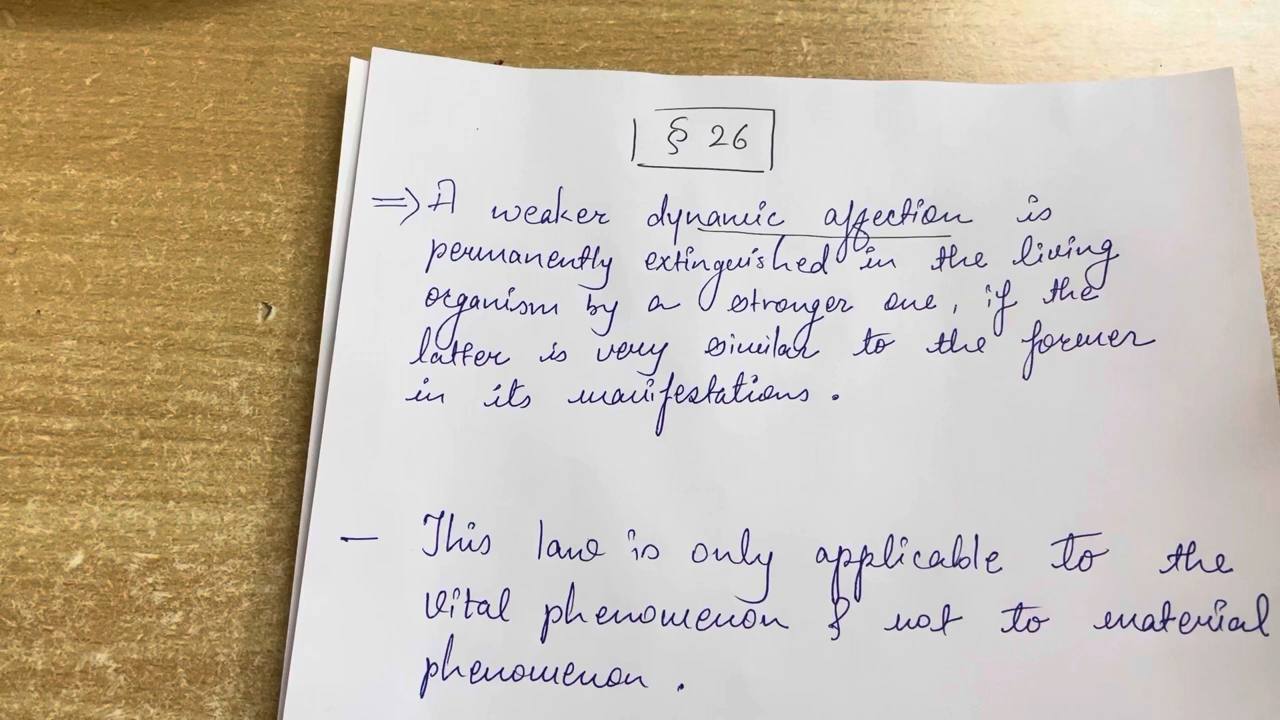 § 26
⇒ A weaker dynamic affection is
permanently extinguished in the living
organism by a stronger one, if the
latter is very similar to the former
in its manifestations.
- This law is only applicable to the
vital phenomenon & not to material
phenomenon.